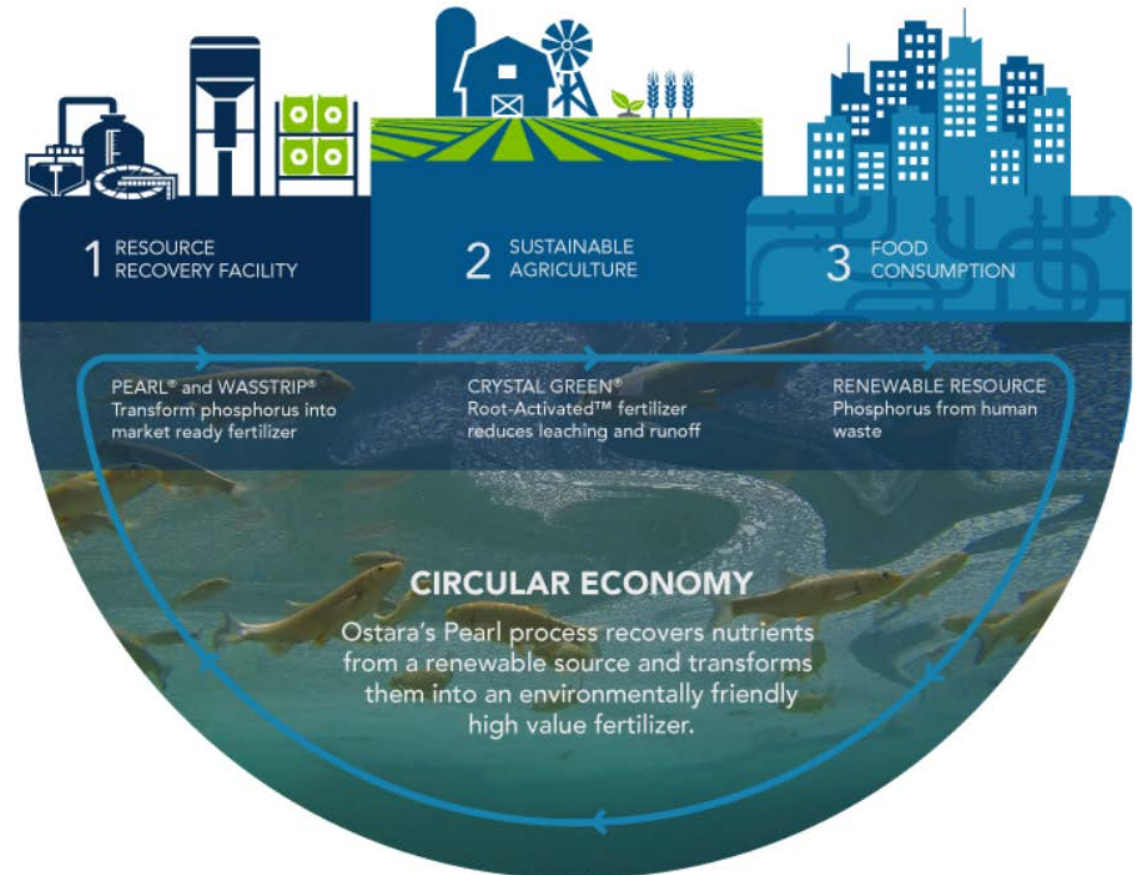 1 RESOURCE
RECOVERY FACILITY
2 SUSTAINABLE
AGRICULTURE
3 FOOD
CONSUMPTION
PEARL® and WASSTRIP®
Transform phosphorus into
market ready fertilizer
CRYSTAL GREEN®
Root-Activated™ fertilizer
reduces leaching and runoff
RENEWABLE RESOURCE
Phosphorus from human
waste
CIRCULAR ECONOMY
Ostara's Pearl process recovers nutrients
from a renewable source and transforms
them into an environmentally friendly
high value fertilizer.